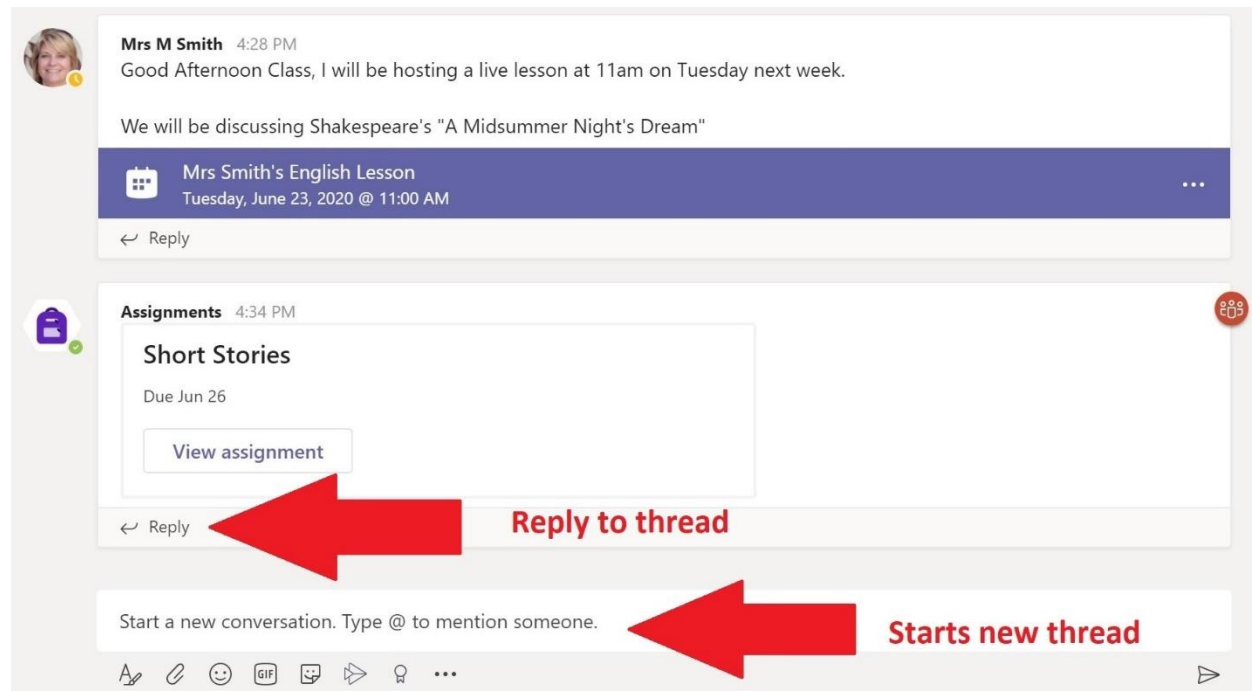 Mrs M Smith 4:28 PM
Good Afternoon Class, I will be hosting a live lesson at 11am on Tuesday next week.
We will be discussing Shakespeare's "A Midsummer Night's Dream"
Mrs Smith's English Lesson
Tuesday, June 23, 2020 @ 11:00 AM
Reply
Assignments 4:34 PM
Short Stories
Due Jun 26
View assignment
Reply
Reply to thread
Start a new conversation. Type @ to mention someone.
Starts new thread
GIF